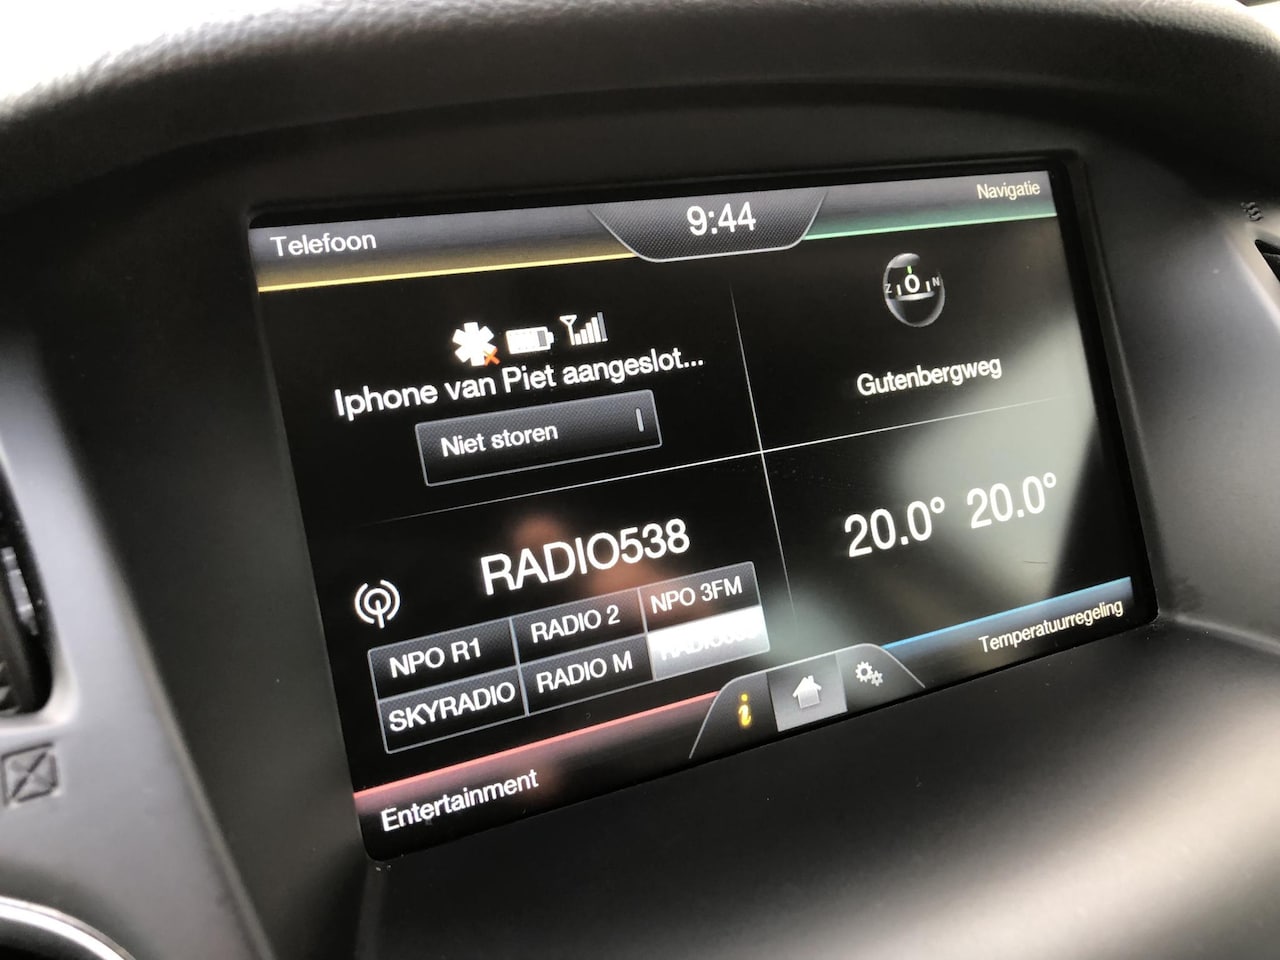 Telefoon
9:44
Navigatie
Z O N
Iphone van Piet aangeslot...
Niet storen
Gutenbergweg
RADIO538
20.0° 20.0°
NPO R1 RADIO 2 NPO 3FM
SKYRADIO RADIO M RADIO538
i
Temperatuurregeling
Entertainment